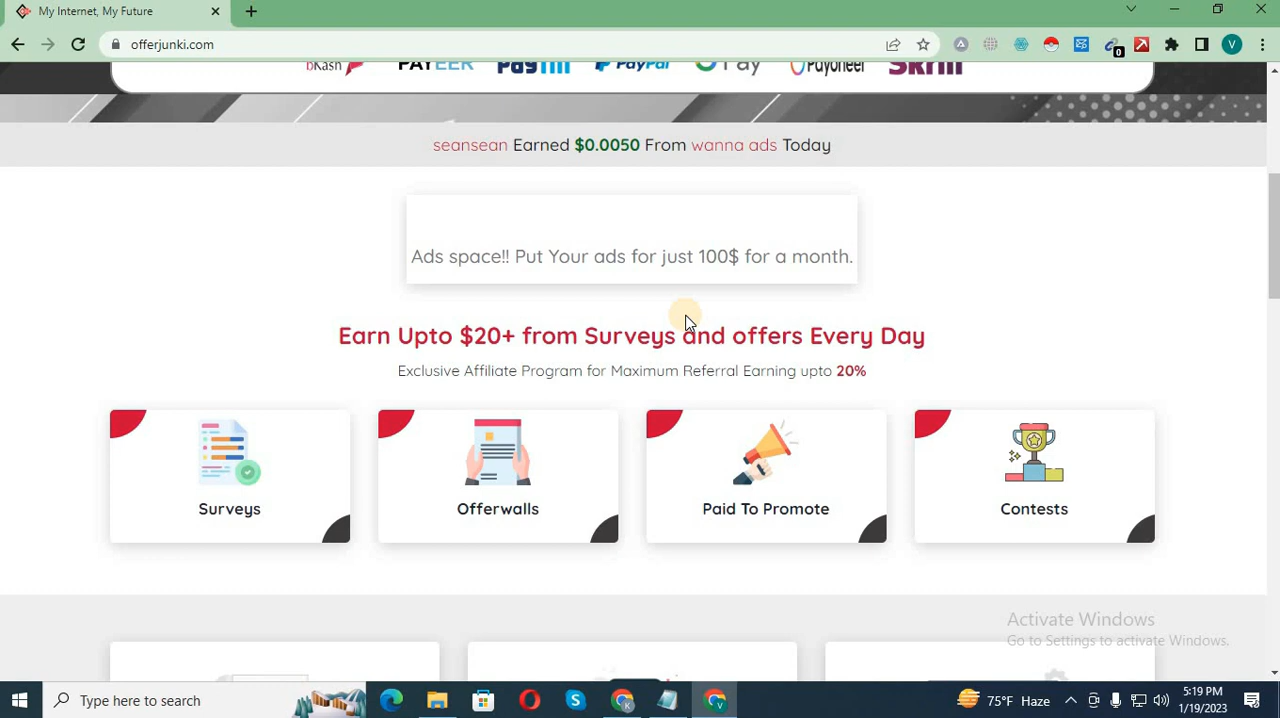 My Internet, My Future
offerjunki.com
0
V
bKash PAYEER Paytm PayPal G Pay Payoneer Skrill
seansean Earned $0.0050 From wanna ads Today
Ads space!! Put Your ads for just 100$ for a month.
Earn Upto $20+ from Surveys and offers Every Day
Exclusive Affiliate Program for Maximum Referral Earning upto 20%
Surveys
Offerwalls
Paid To Promote
Contests
Activate Windows
Go to Settings to activate Windows.
Type here to search
S
K
V
75°F Haze
5:19 PM
1/19/2023